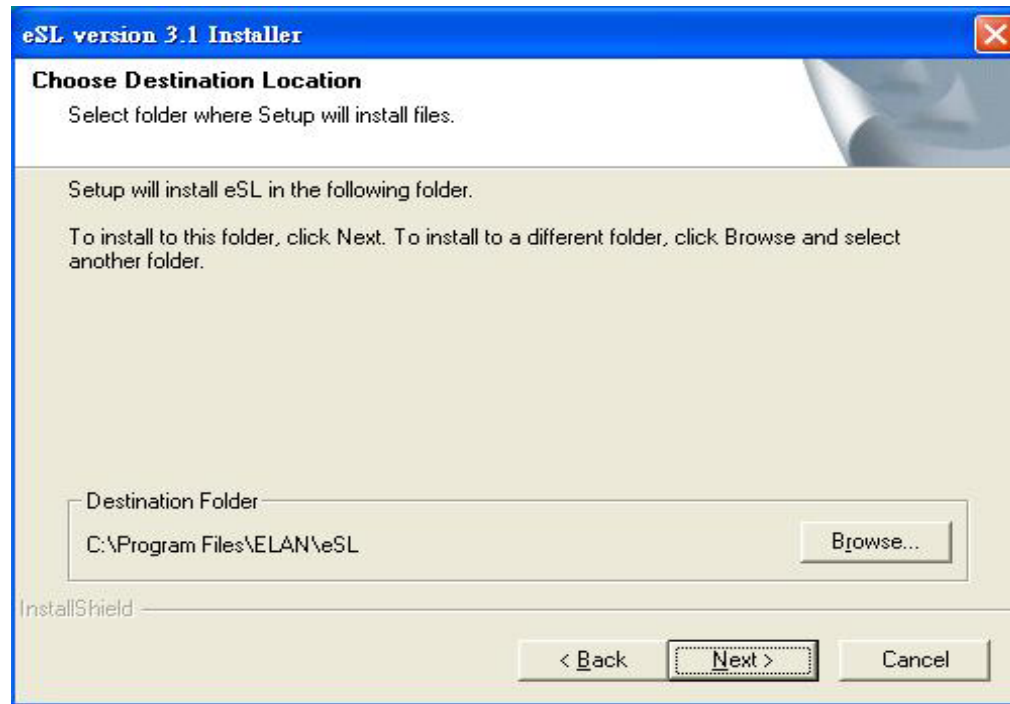 eSL version 3.1 Installer
Choose Destination Location
Select folder where Setup will install files.
Setup will install eSL in the following folder.
To install to this folder, click Next. To install to a different folder, click Browse and select
another folder.
Destination Folder
C:\Program Files\ELAN\eSL
Browse...
InstallShield
< Back
Next >
Cancel